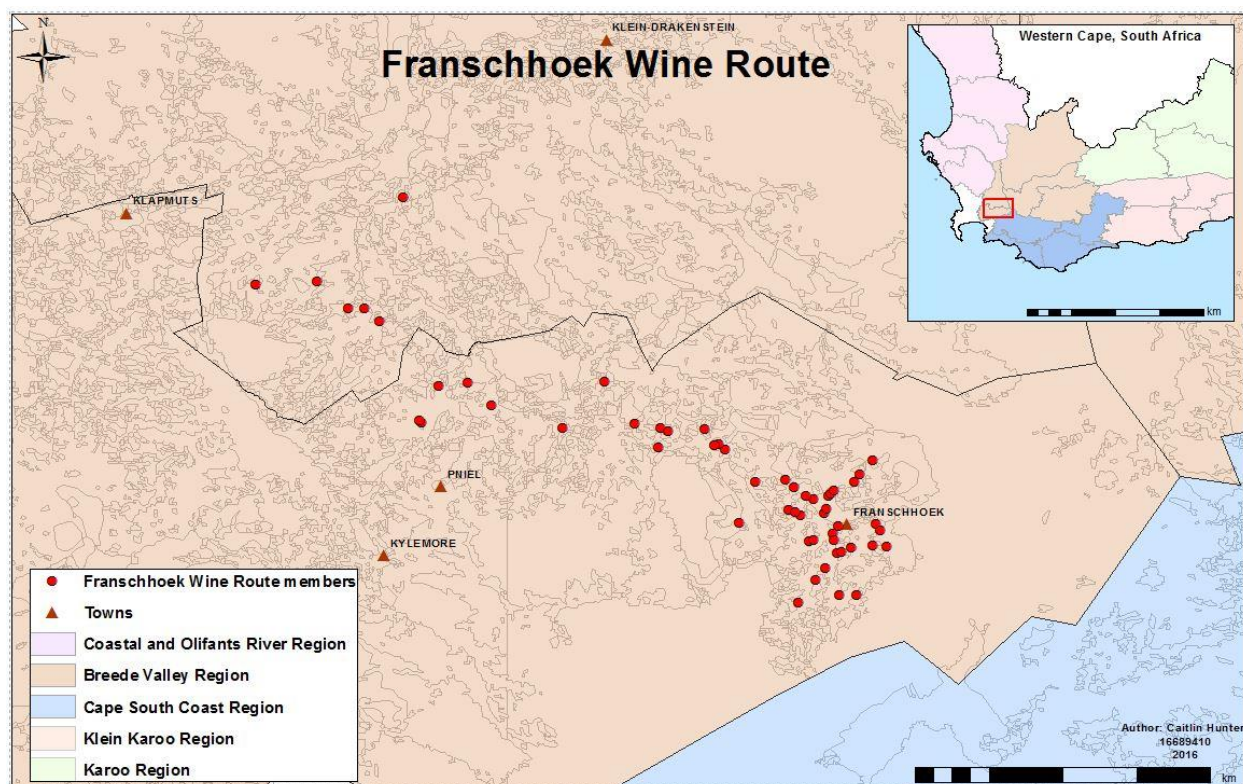 N
KLEIN-DRAKENSTEIN
Franschhoek Wine Route
Western Cape, South Africa
km
KLAPMUTS
PNIEL
FRANSCHHOEK
KYLEMORE
Franschhoek Wine Route members
Towns
Coastal and Olifants River Region
Breede Valley Region
Cape South Coast Region
Klein Karoo Region
Karoo Region
Author: Caitlin Hunter
16689410
2016
km